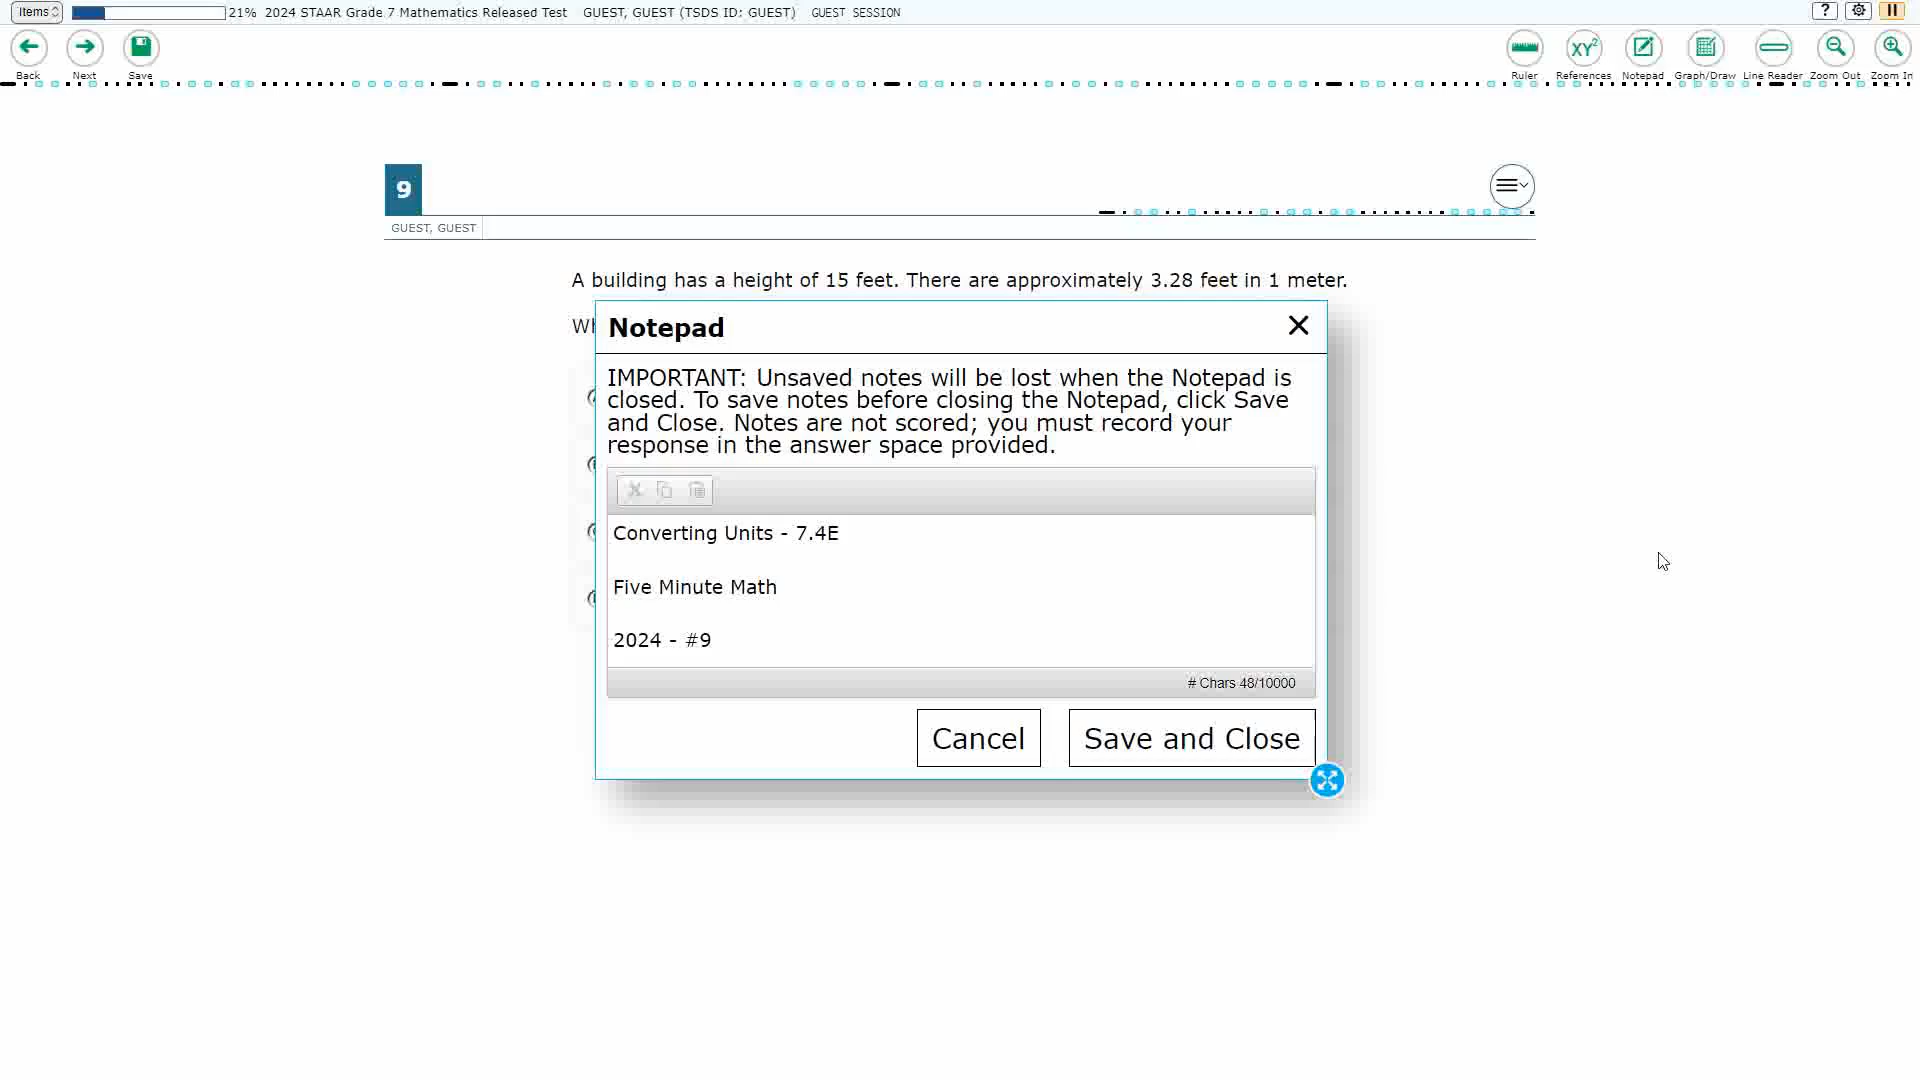 Items 21% 2024 STAAR Grade 7 Mathematics Released Test GUEST, GUEST (TSDS ID: GUEST) GUEST SESSION ?
Back Next Save Ruler References Notepad Graph/Draw Line Reader Zoom Out Zoom In
XY2
9
GUEST, GUEST
A building has a height of 15 feet. There are approximately 3.28 feet in 1 meter.
Notepad
IMPORTANT: Unsaved notes will be lost when the Notepad is
closed. To save notes before closing the Notepad, click Save
and Close. Notes are not scored; you must record your
response in the answer space provided.
Converting Units - 7.4E
Five Minute Math
2024 - #9
# Chars 48/10000
Cancel Save and Close